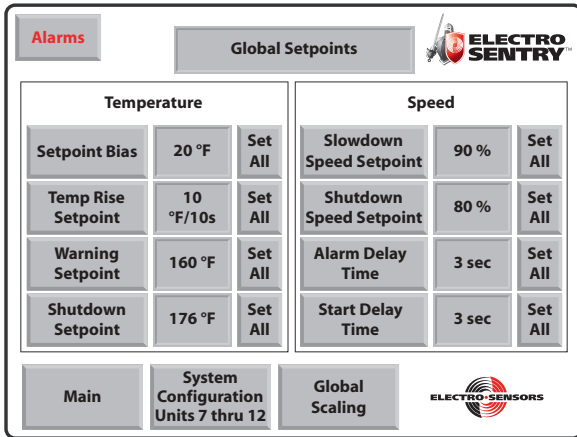 Alarms
Global Setpoints
ELECTRO
SENTRY™
Temperature
Speed
Setpoint Bias
20 °F
Set
All
Slowdown
Speed Setpoint
90 %
Set
All
Temp Rise
Setpoint
10
°F/10s
Set
All
Shutdown
Speed Setpoint
80 %
Set
All
Warning
Setpoint
160 °F
Set
All
Alarm Delay
Time
3 sec
Set
All
Shutdown
Setpoint
176 °F
Set
All
Start Delay
Time
3 sec
Set
All
Main
System
Configuration
Units 7 thru 12
Global
Scaling
ELECTRO•SENSORS